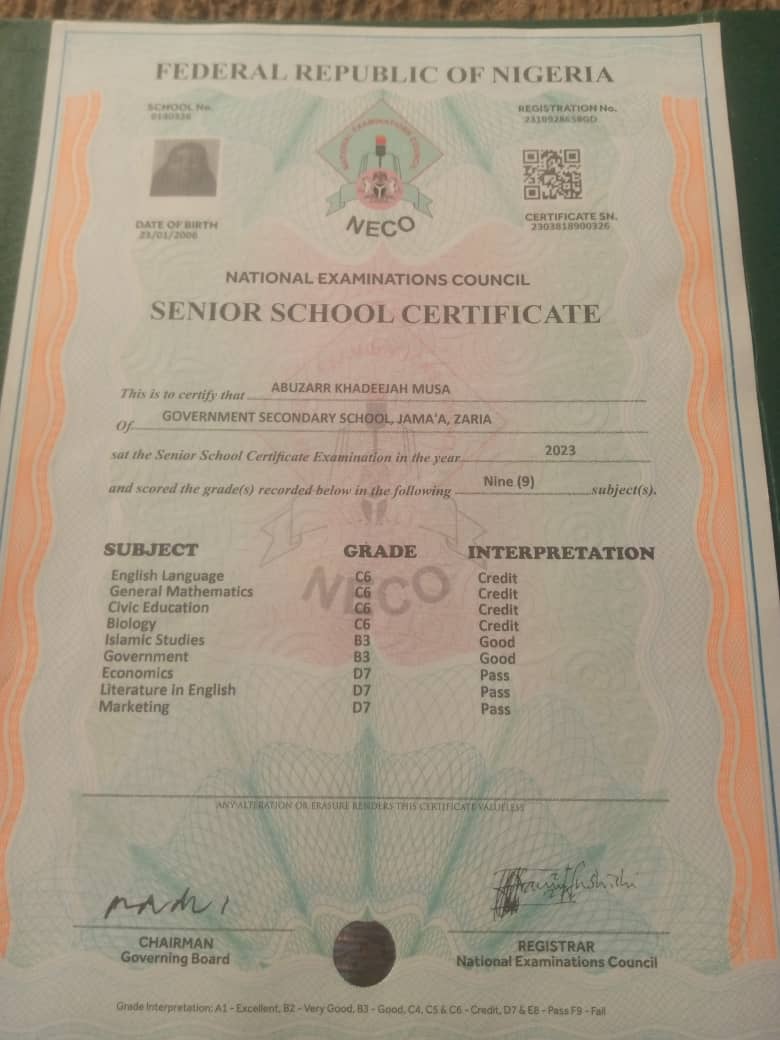 FEDERAL REPUBLIC OF NIGERIA
SCHOOL No.
0140326
REGISTRATION No.
2310928658GD
NATIONAL EXAMINATIONS COUNCIL
NECO
DATE OF BIRTH
23/01/2006
CERTIFICATE SN.
2303818900326
NATIONAL EXAMINATIONS COUNCIL
SENIOR SCHOOL CERTIFICATE
This is to certify that ABUZARR KHADEEJAH MUSA
Of GOVERNMENT SECONDARY SCHOOL, JAMA'A, ZARIA
sat the Senior School Certificate Examination in the year 2023
and scored the grade(s) recorded below in the following Nine (9) subject(s).
SUBJECT GRADE INTERPRETATION
English Language C6 Credit
General Mathematics C6 Credit
Civic Education C6 Credit
Biology C6 Credit
Islamic Studies B3 Good
Government B3 Good
Economics D7 Pass
Literature in English D7 Pass
Marketing D7 Pass
NECO
ANY ALTERATION OR ERASURE RENDERS THIS CERTIFICATE VALUELESS
CHAIRMAN
Governing Board
REGISTRAR
National Examinations Council
Grade Interpretation: A1 - Excellent, B2 - Very Good, B3 - Good, C4, C5 & C6 - Credit, D7 & E8 - Pass F9 - Fail